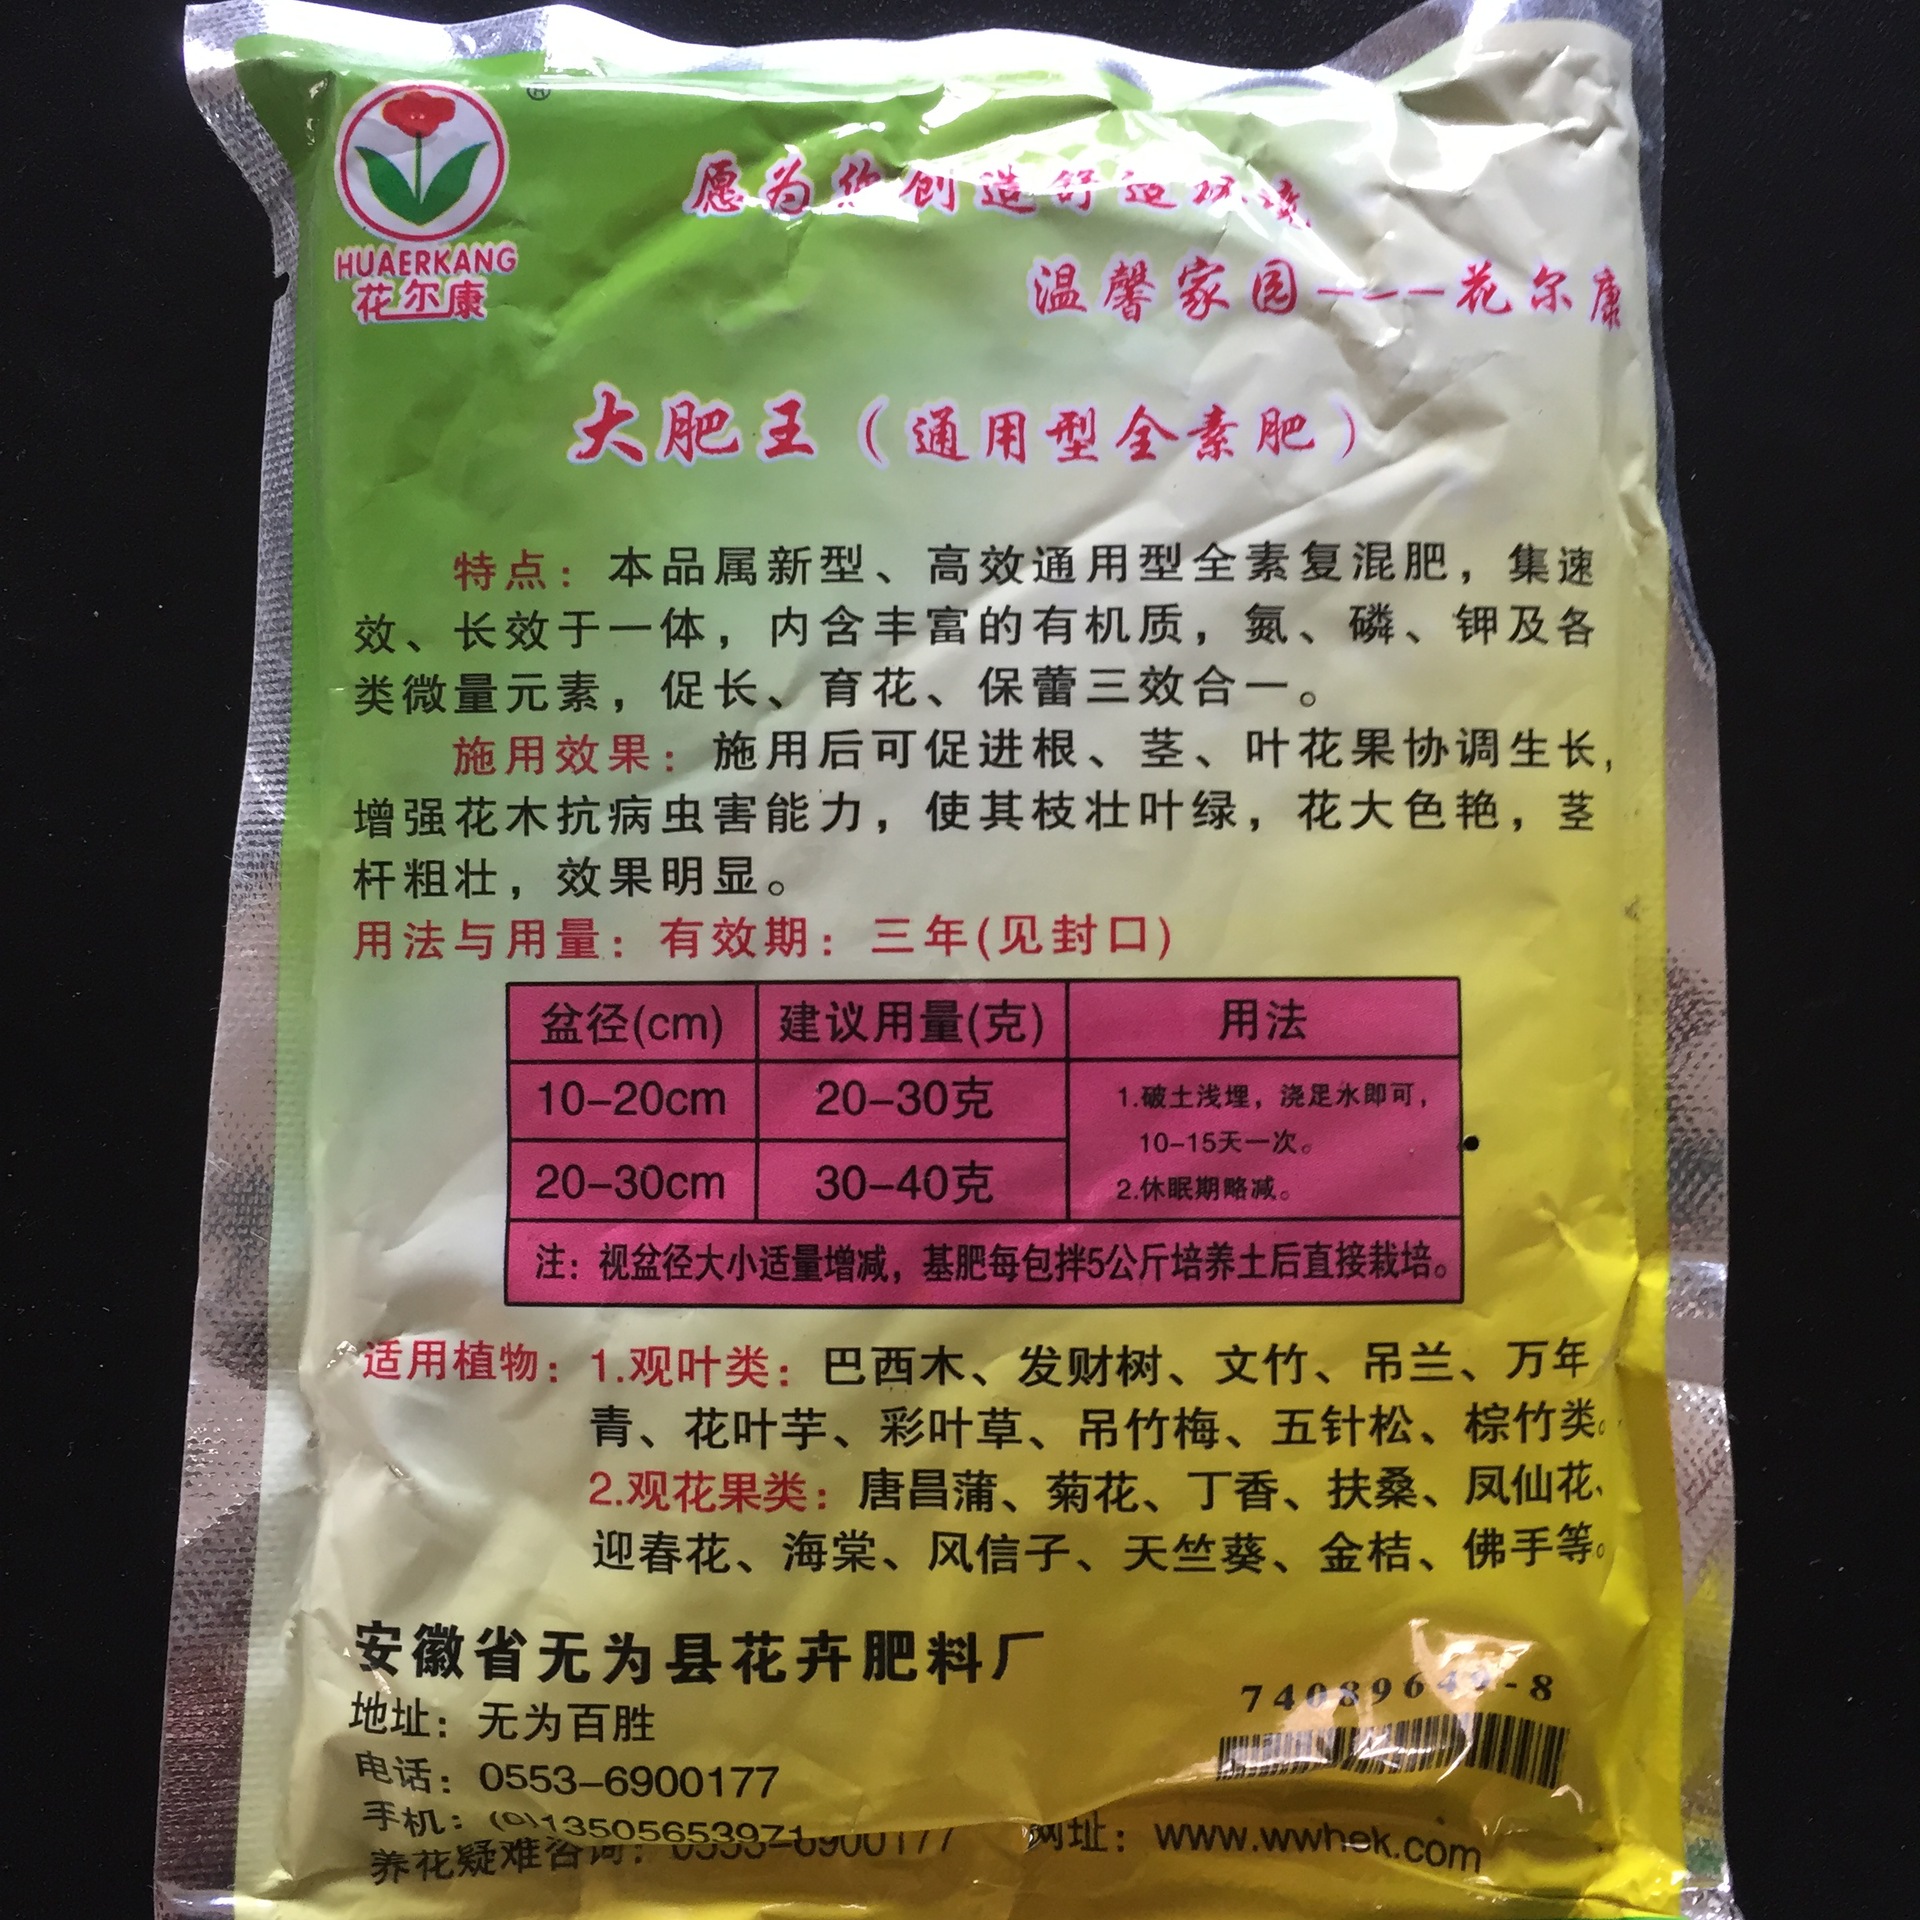 HUAERKANG
花尔康
愿为您创造舒适环境
温馨家园---花尔康
大肥王（通用型全素肥）
特点：本品属新型、高效通用型全素复混肥，集速
效、长效于一体，内含丰富的有机质，氮、磷、钾及各
类微量元素，促长、育花、保蕾三效合一。
施用效果：施用后可促进根、茎、叶花果协调生长，
增强花木抗病虫害能力，使其枝壮叶绿，花大色艳，茎
杆粗壮，效果明显。
用法与用量：有效期：三年(见封口)
盆径(cm) 建议用量(克) 用法
10-20cm 20-30克 1.破土浅埋，浇足水即可，
10-15天一次。
20-30cm 30-40克 2.休眠期略减。
注：视盆径大小适量增减，基肥每包拌5公斤培养土后直接栽培。
适用植物：1.观叶类：巴西木、发财树、文竹、吊兰、万年
青、花叶芋、彩叶草、吊竹梅、五针松、棕竹类。
2.观花果类：唐昌蒲、菊花、丁香、扶桑、凤仙花、
迎春花、海棠、风信子、天竺葵、金桔、佛手等。
安徽省无为县花卉肥料厂
74089649-8
地址：无为百胜
电话：0553-6900177
手机：(0)13505653971
养花疑难咨询：0553-6900177 网址：www.wwhek.com